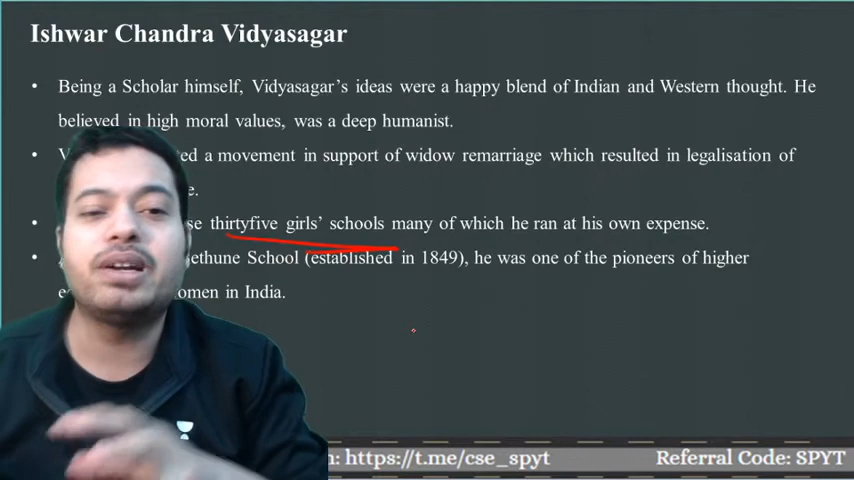 Ishwar Chandra Vidyasagar
• Being a Scholar himself, Vidyasagar’s ideas were a happy blend of Indian and Western thought. He
believed in high moral values, was a deep humanist.
• a movement in support of widow remarriage which resulted in legalisation of
• thirtyfive girls’ schools many of which he ran at his own expense.
• School (established in 1849), he was one of the pioneers of higher
in India.
https://t.me/cse_spyt Referral Code: SPYT